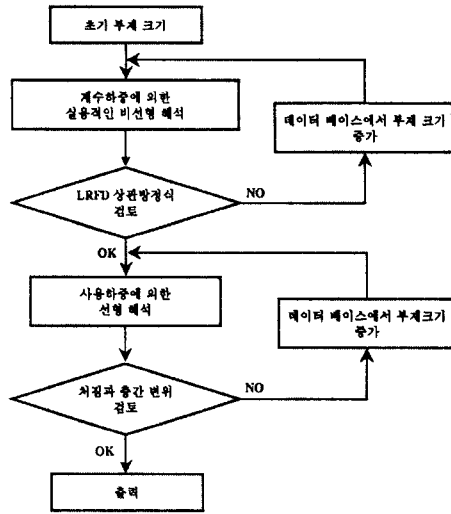 초기 부재 크기
계수하중에 의한
실용적인 비선형 해석
데이터 베이스에서 부재 크기
증가
LRFD 상관방정식
검토
NO
OK
사용하중에 의한
선형 해석
데이터 베이스에서 부재크기
증가
처짐과 층간 변위
검토
NO
OK
출력